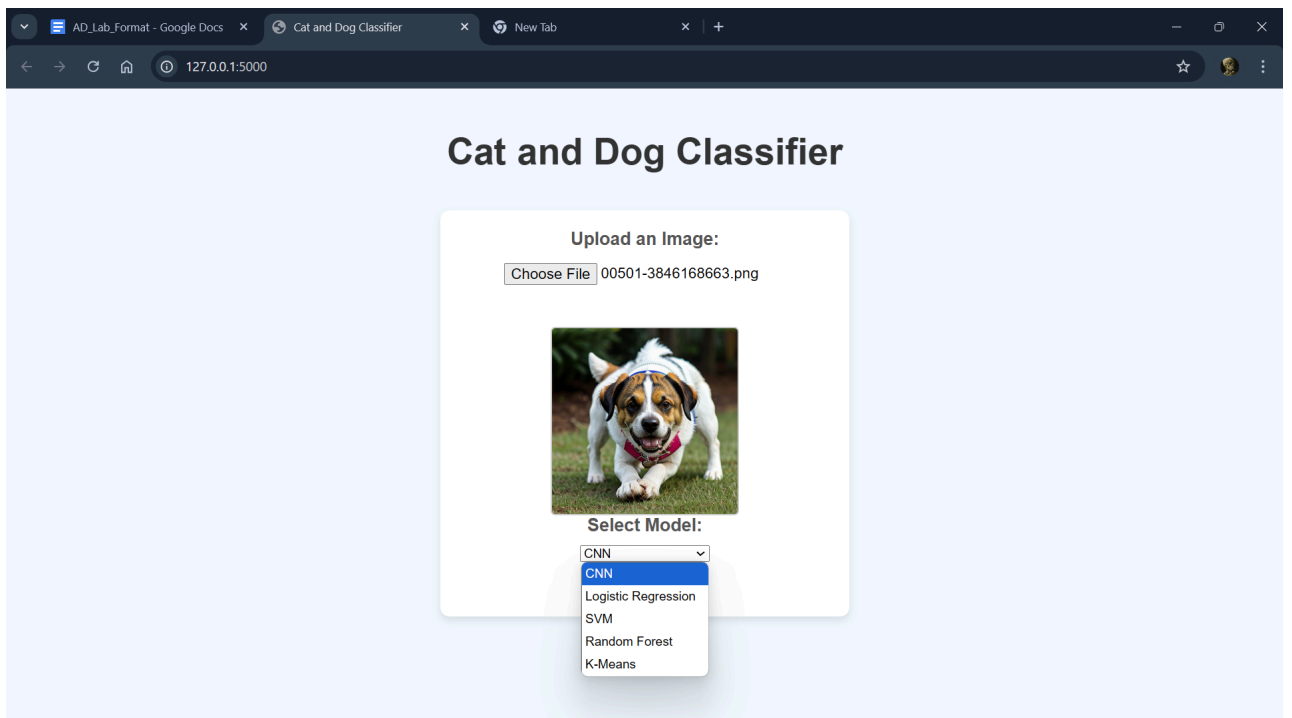 AD_Lab_Format - Google Docs
Cat and Dog Classifier
New Tab
127.0.0.1:5000
Cat and Dog Classifier
Upload an Image:
Choose File 00501-3846168663.png
Select Model:
CNN
CNN
Logistic Regression
SVM
Random Forest
K-Means